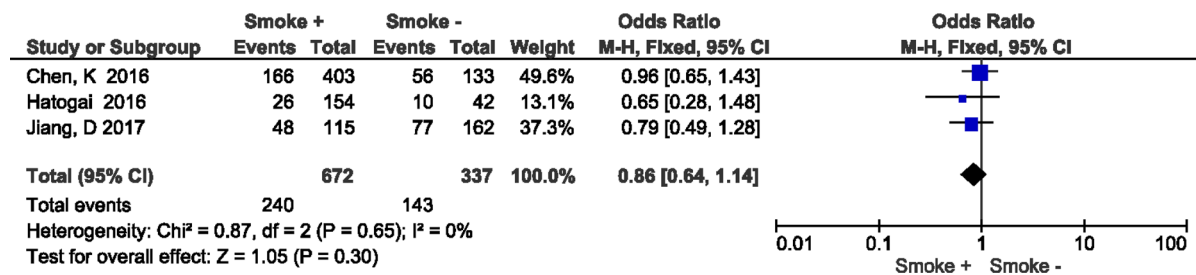 Smoke + Smoke - Odds Ratio Odds Ratio
Study or Subgroup Events Total Events Total Weight M-H, Fixed, 95% CI M-H, Fixed, 95% CI
Chen, K 2016 166 403 56 133 49.6% 0.96 [0.65, 1.43]
Hatogai 2016 26 154 10 42 13.1% 0.65 [0.28, 1.48]
Jiang, D 2017 48 115 77 162 37.3% 0.79 [0.49, 1.28]
Total (95% CI) 672 337 100.0% 0.86 [0.64, 1.14]
Total events 240 143
Heterogeneity: Chi² = 0.87, df = 2 (P = 0.65); I² = 0%
Test for overall effect: Z = 1.05 (P = 0.30)
0.01 0.1 1 10 100
Smoke + Smoke -